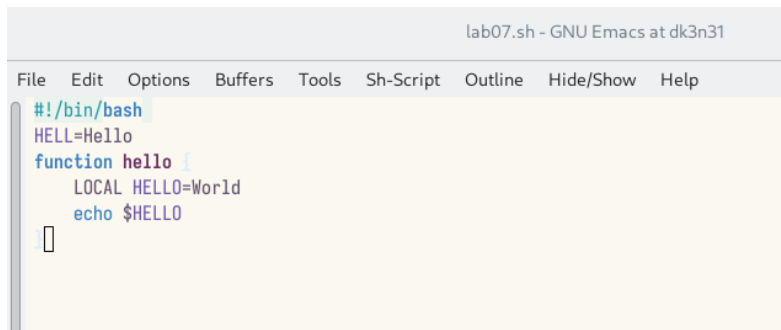 lab07.sh - GNU Emacs at dk3n31
File Edit Options Buffers Tools Sh-Script Outline Hide/Show Help
#!/bin/bash
HELL=Hello
function hello {
    LOCAL HELLO=World
    echo $HELLO
}